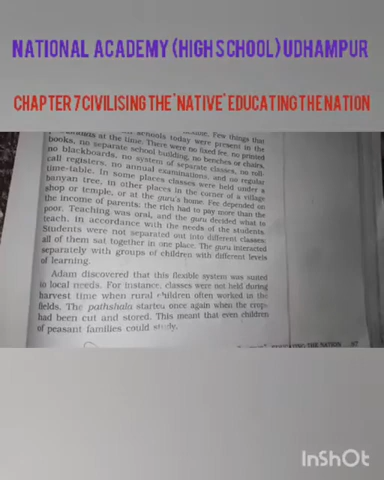 NATIONAL ACADEMY (HIGH SCHOOL) UDHAMPUR
CHAPTER 7 CIVILISING THE 'NATIVE' EDUCATING THE NATION
schools today were present in the
at the time. There were no fixed fee, no printed
books, no separate school building, no benches or chairs,
no blackboards, no system of separate classes, no roll-
call registers, no annual examinations, and no regular
time-table. In some places classes were held under a
banyan tree, in other places in the corner of a village
shop or temple, or at the guru's home. Fee depended on
the income of parents: the rich had to pay more than the
poor. Teaching was oral, and the guru decided what to
teach, in accordance with the needs of the students.
Students were not separated out into different classes:
all of them sat together in one place. The guru interacted
separately with groups of children with different levels
of learning.
Adam discovered that this flexible system was suited
to local needs. For instance, classes were not held during
harvest time when rural children often worked in the
fields. The pathshala started once again when the crops
had been cut and stored. This meant that even children
of peasant families could study.
THE NATION 97
InShOt